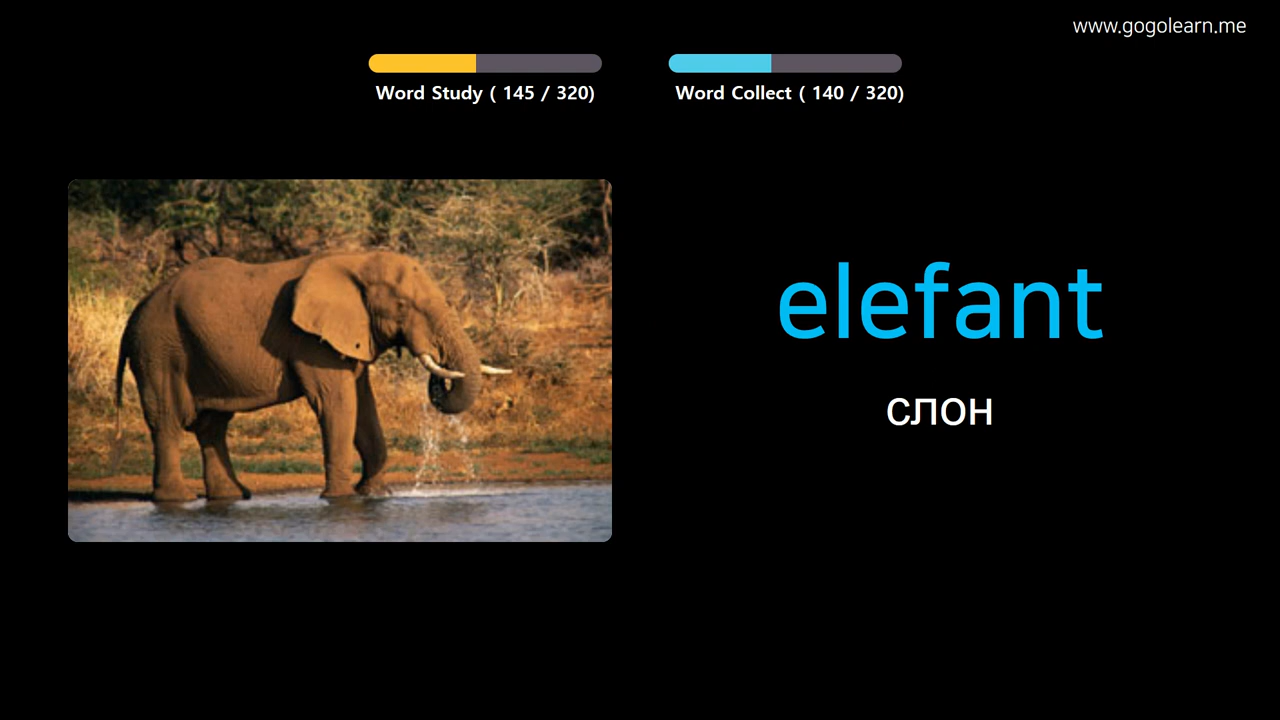 www.gogolearn.me
Word Study ( 145 / 320)
Word Collect ( 140 / 320)
elefant
слон